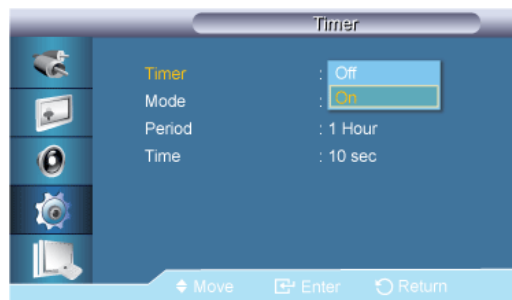 Timer
Timer : Off
Mode : On
Period : 1 Hour
Time : 10 sec
Move Enter Return